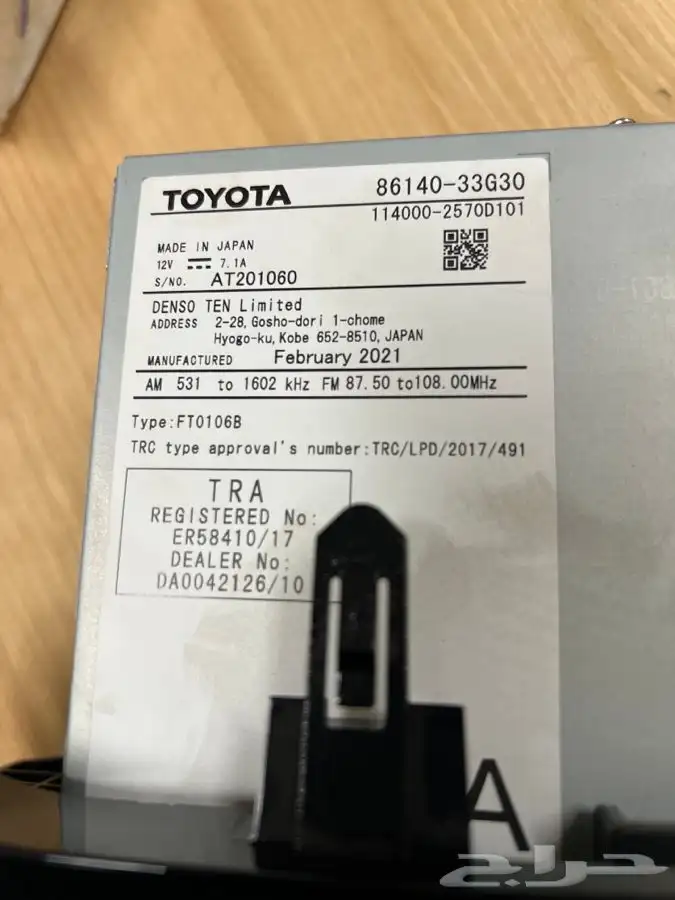 TOYOTA 86140-33G30
114000-2570D101
MADE IN JAPAN
12V ⎓ 7.1A
S/NO. AT201060
DENSO TEN Limited
ADDRESS 2-28, Gosho-dori 1-chome
Hyogo-ku, Kobe 652-8510, JAPAN
MANUFACTURED February 2021
AM 531 to 1602 kHz FM 87.50 to108.00MHz
Type:FT0106B
TRC type approval's number:TRC/LPD/2017/491
TRA
REGISTERED No:
ER58410/17
DEALER No:
DA0042126/10
A
حراج